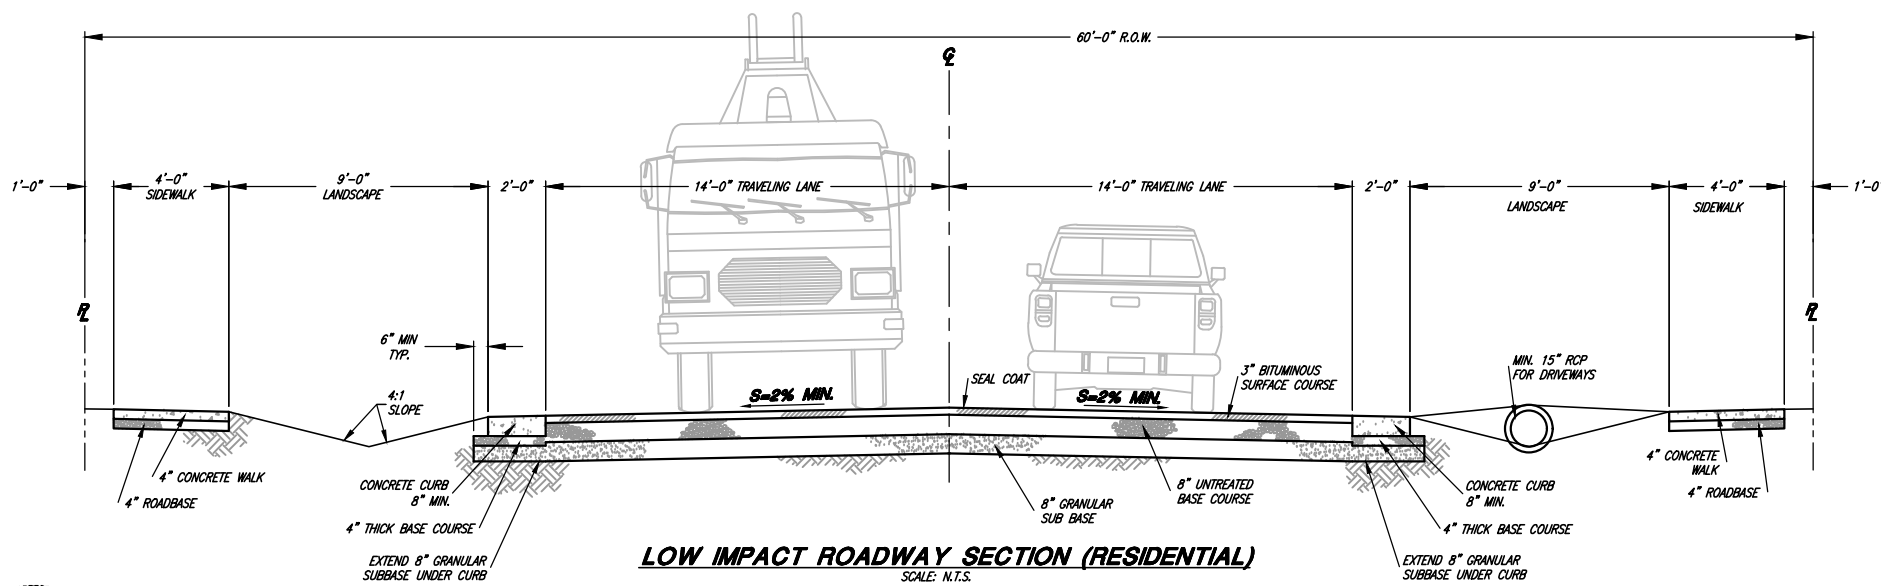 60'-0" R.O.W.
℄
1'-0"
4'-0"
SIDEWALK
9'-0"
LANDSCAPE
2'-0"
14'-0" TRAVELING LANE
14'-0" TRAVELING LANE
2'-0"
9'-0"
LANDSCAPE
4'-0"
SIDEWALK
1'-0
PL
PL
6" MIN
TYP.
4:1
SLOPE
S=2% MIN.
SEAL COAT
S=2% MIN.
3" BITUMINOUS
SURFACE COURSE
MIN. 15" RCP
FOR DRIVEWAYS
4" CONCRETE WALK
4" ROADBASE
CONCRETE CURB
8" MIN.
4" THICK BASE COURSE
EXTEND 8" GRANULAR
SUBBASE UNDER CURB
8" GRANULAR
SUB BASE
8" UNTREATED
BASE COURSE
4" CONCRETE
WALK
4" ROADBASE
CONCRETE CURB
8" MIN.
4" THICK BASE COURSE
EXTEND 8" GRANULAR
SUBBASE UNDER CURB
LOW IMPACT ROADWAY SECTION (RESIDENTIAL)
SCALE: N.T.S.